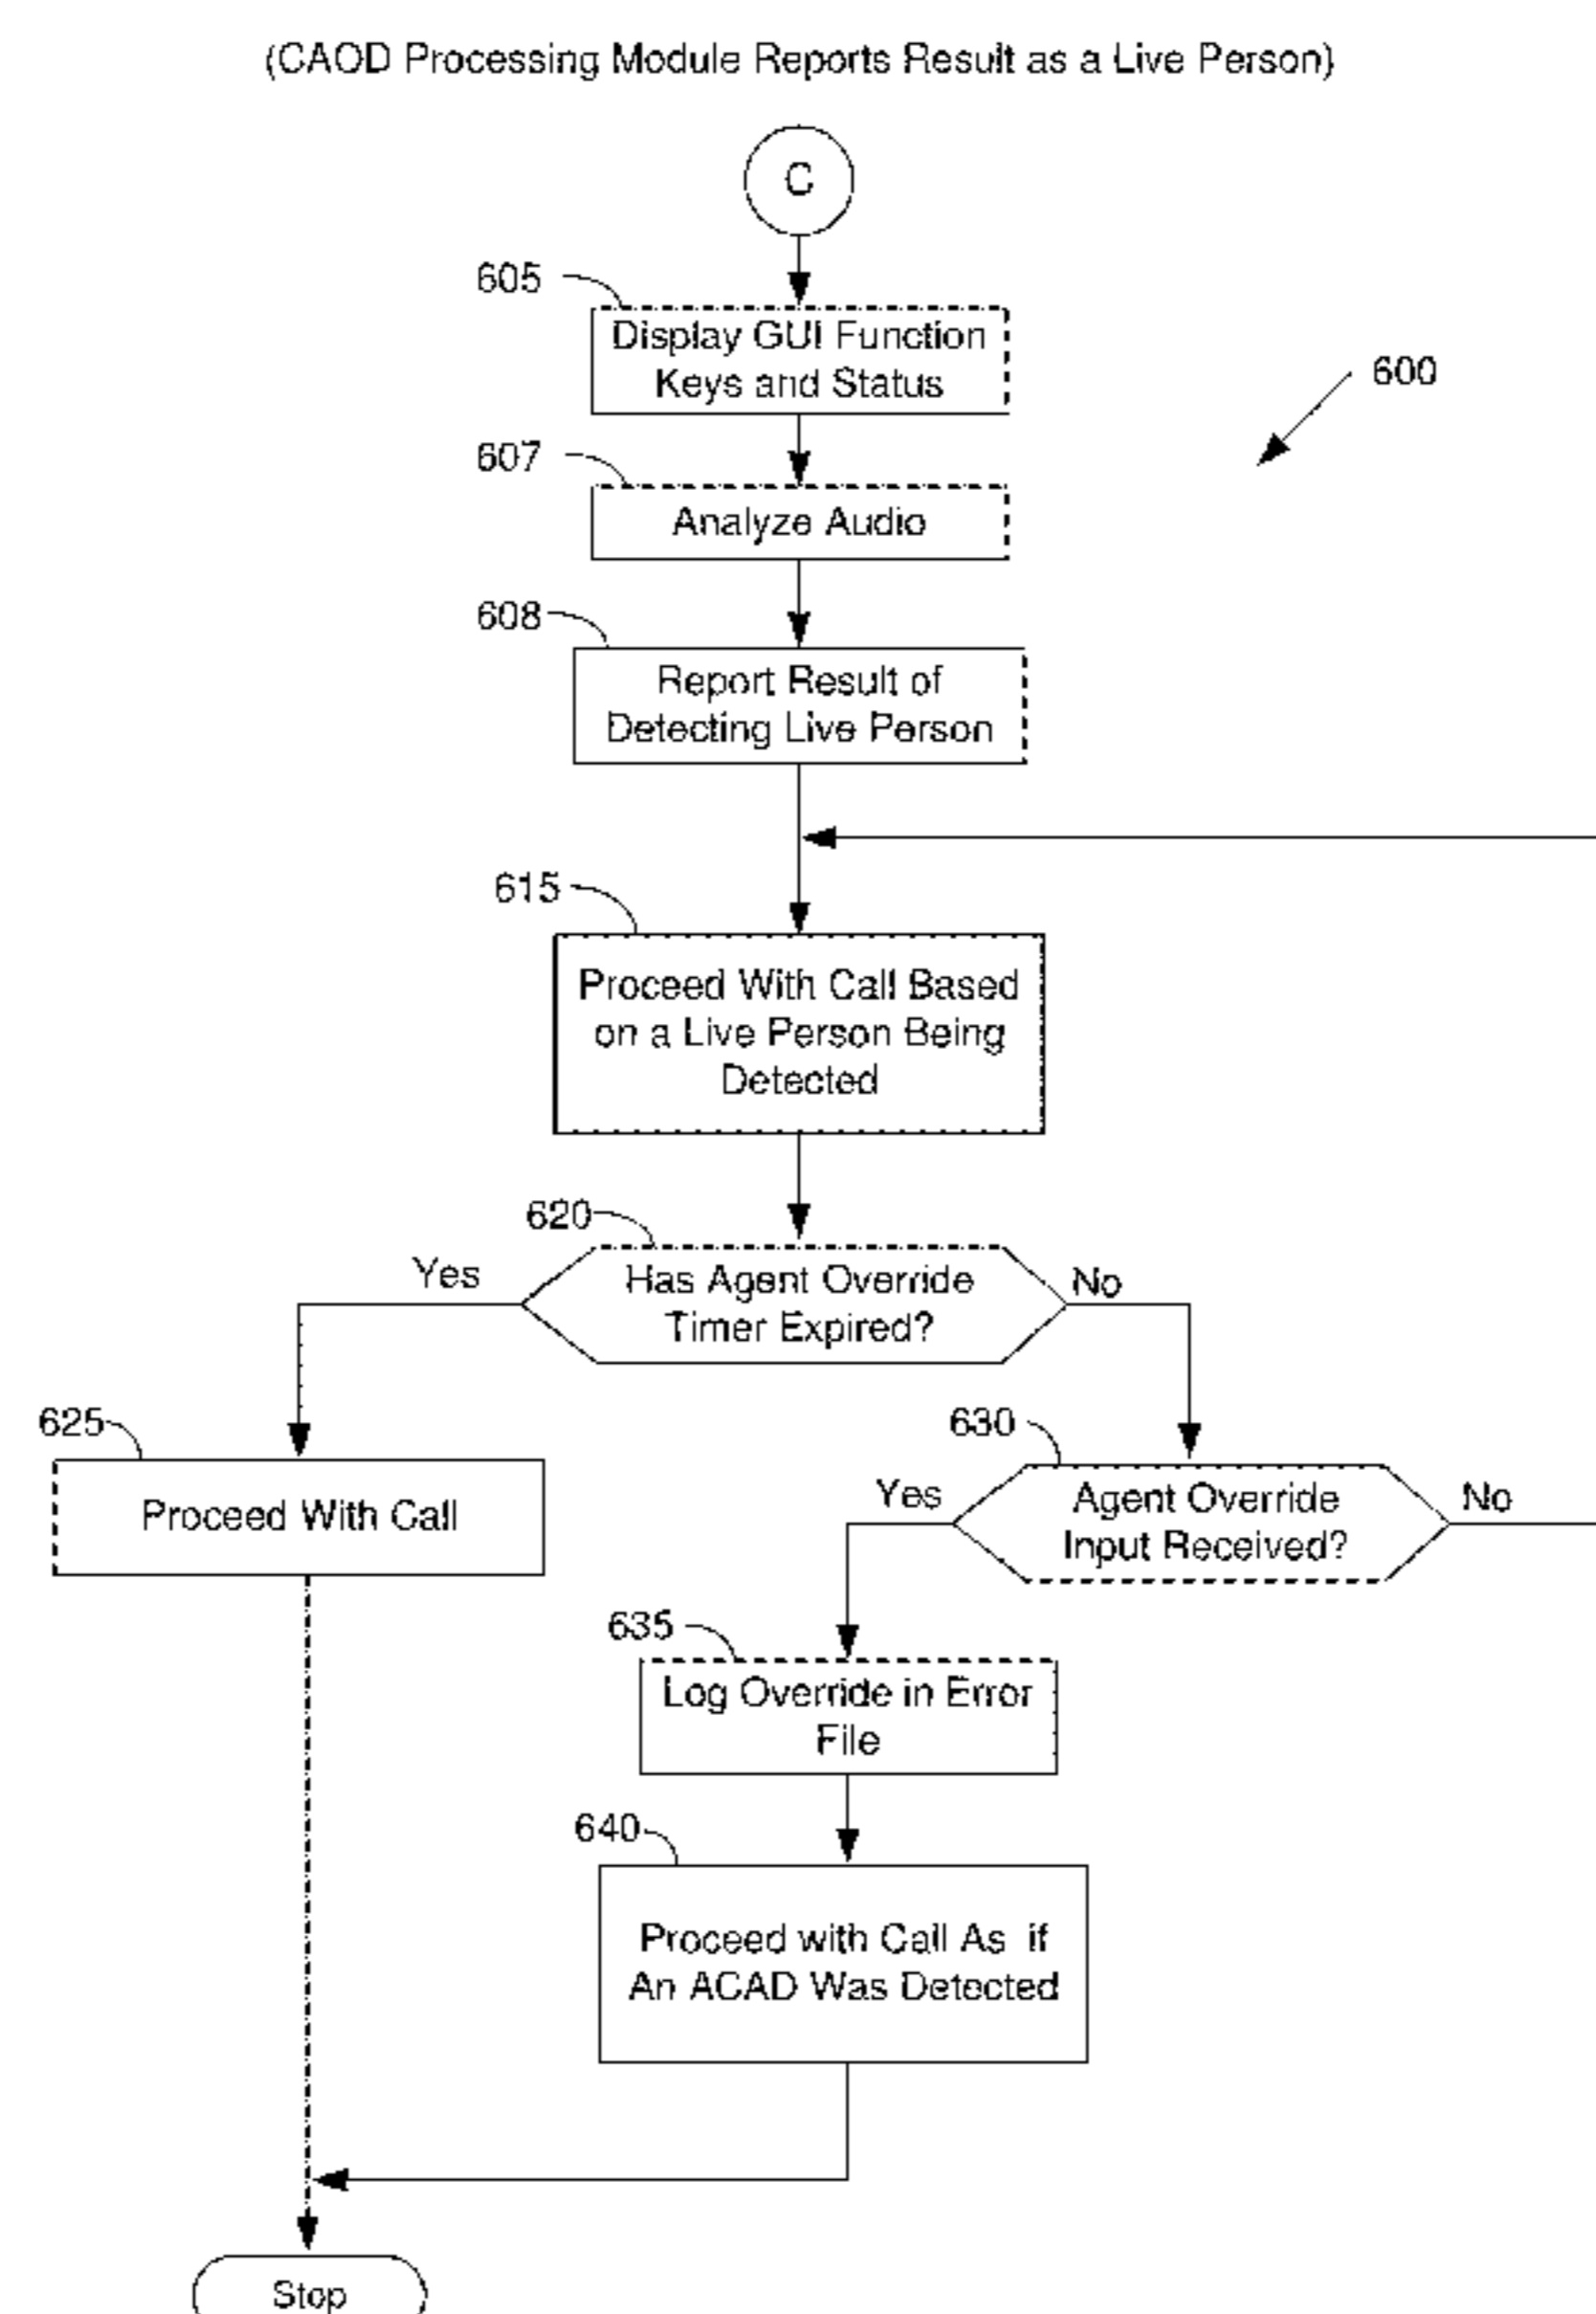 (CAOD Processing Module Reports Result as a Live Person)
C
605
Display GUI Function
Keys and Status
600
607
Analyze Audio
608
Report Result of
Detecting Live Person
615
Proceed With Call Based
on a Live Person Being
Detected
620
Yes
Has Agent Override
Timer Expired?
No
625
Proceed With Call
630
Yes
Agent Override
Input Received?
No
635
Log Override in Error
File
640
Proceed with Call As if
An ACAD Was Detected
Stop